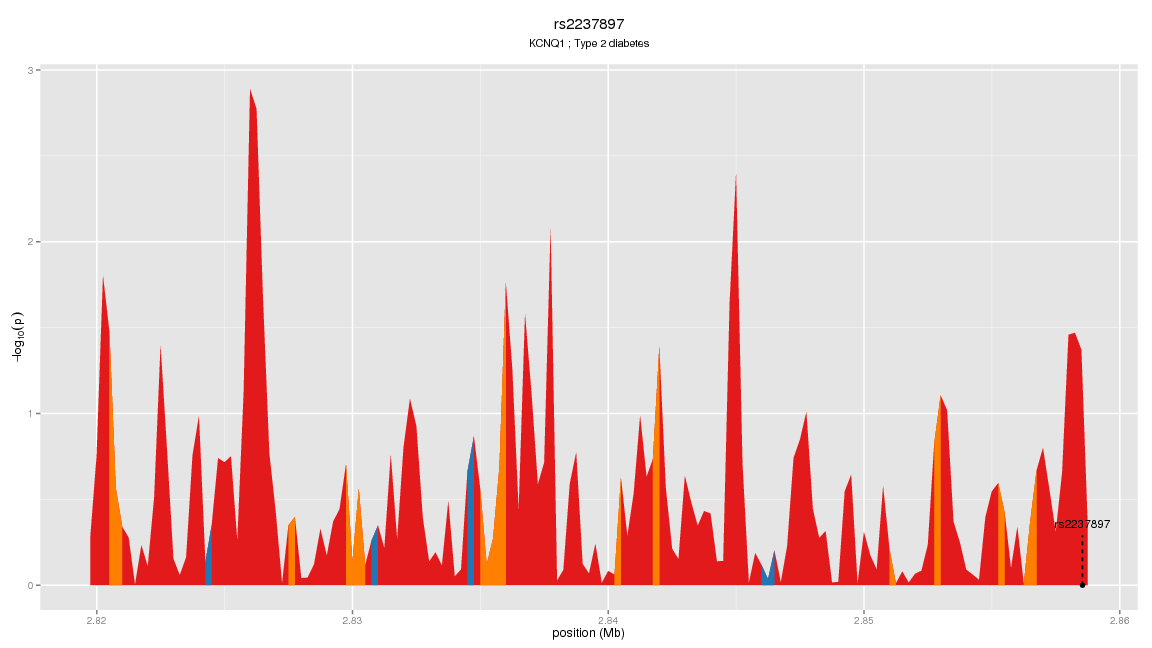 rs2237897
KCNQ1 ; Type 2 diabetes
3
2
1
0
−log₁₀(p)
rs2237897
2.82 2.83 2.84 2.85 2.86
position (Mb)